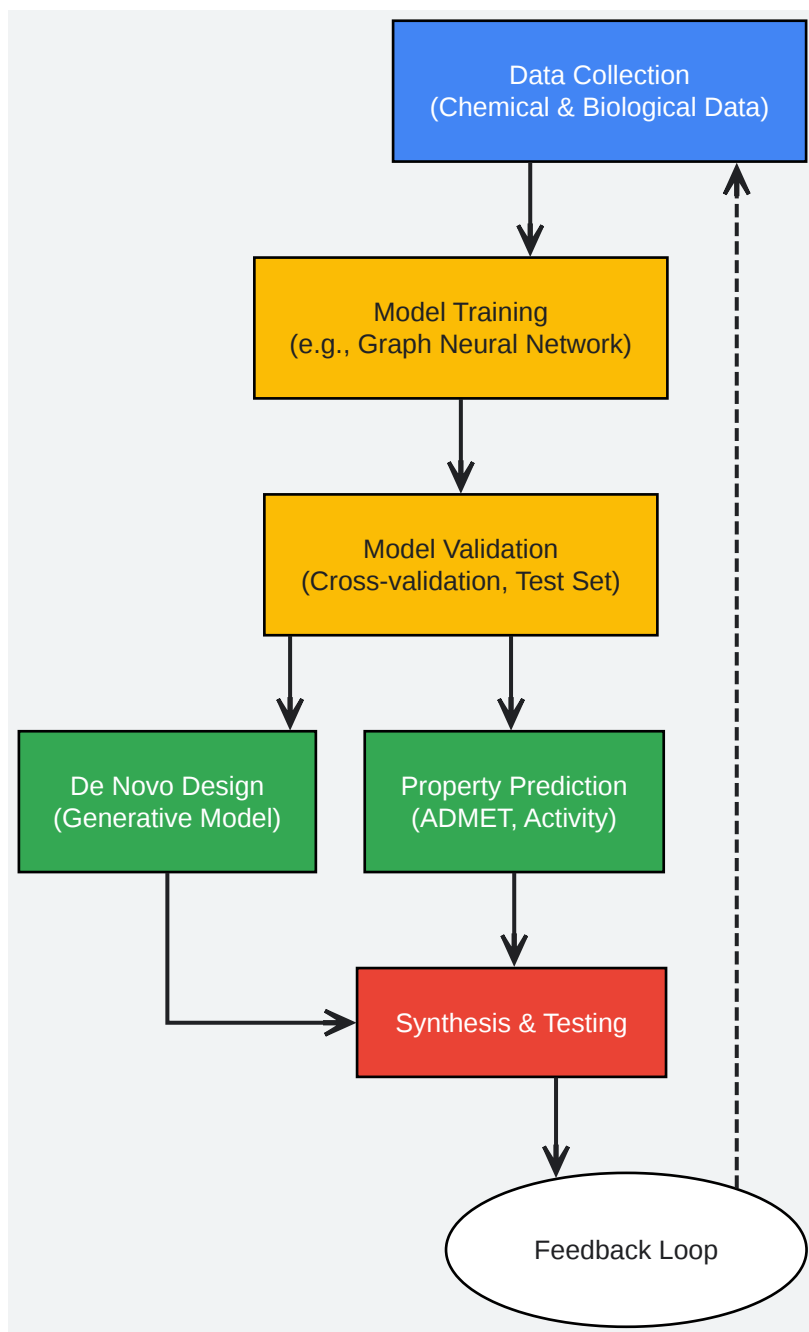 Data Collection
(Chemical & Biological Data)
Model Training
(e.g., Graph Neural Network)
Model Validation
(Cross-validation, Test Set)
De Novo Design
(Generative Model)
Property Prediction
(ADMET, Activity)
Synthesis & Testing
Feedback Loop